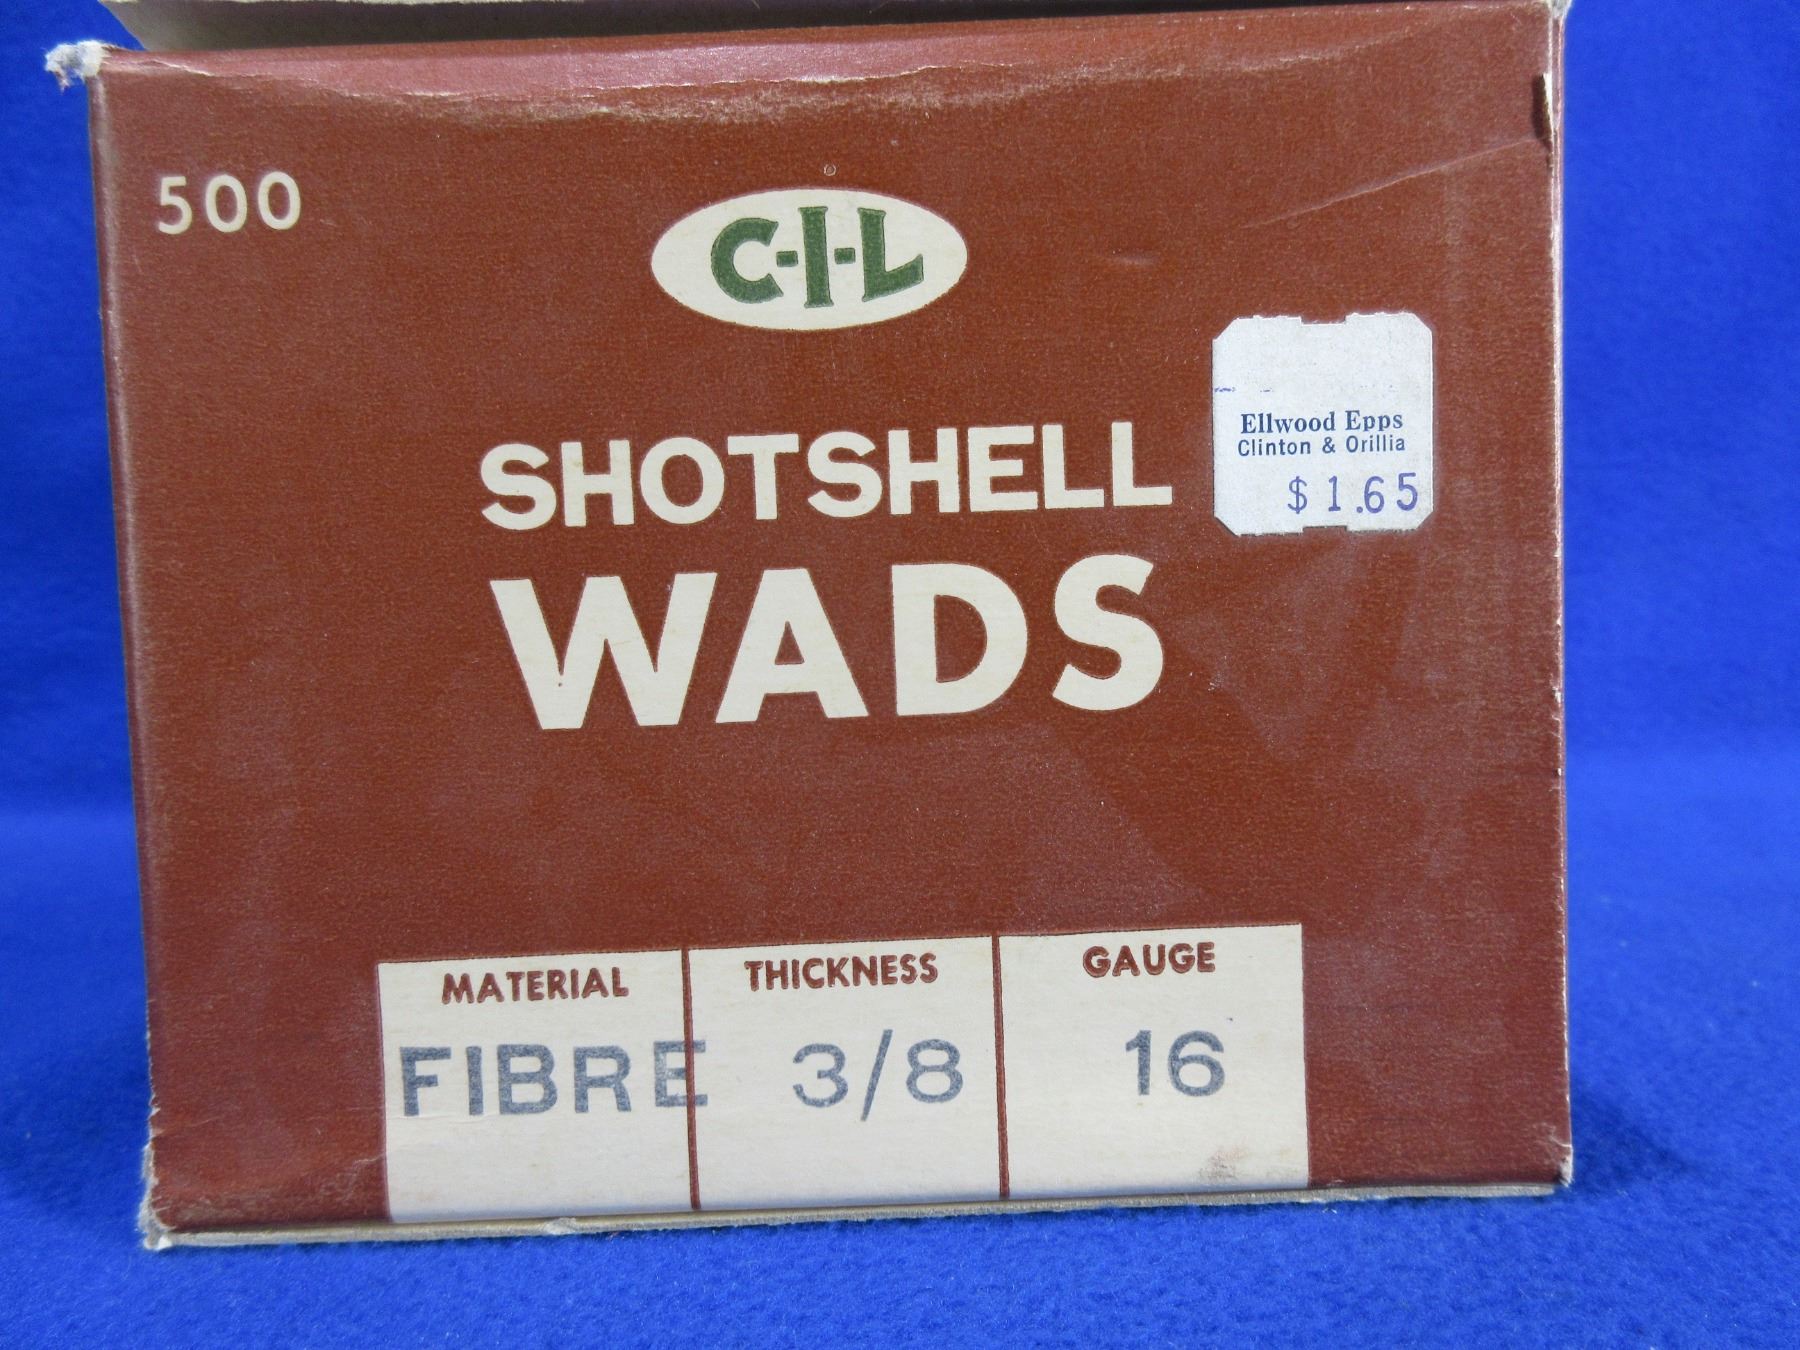 500
C-I-L
SHOTSHELL
WADS
Ellwood Epps
Clinton & Orillia
$1.65
MATERIAL THICKNESS GAUGE
FIBRE 3/8 16